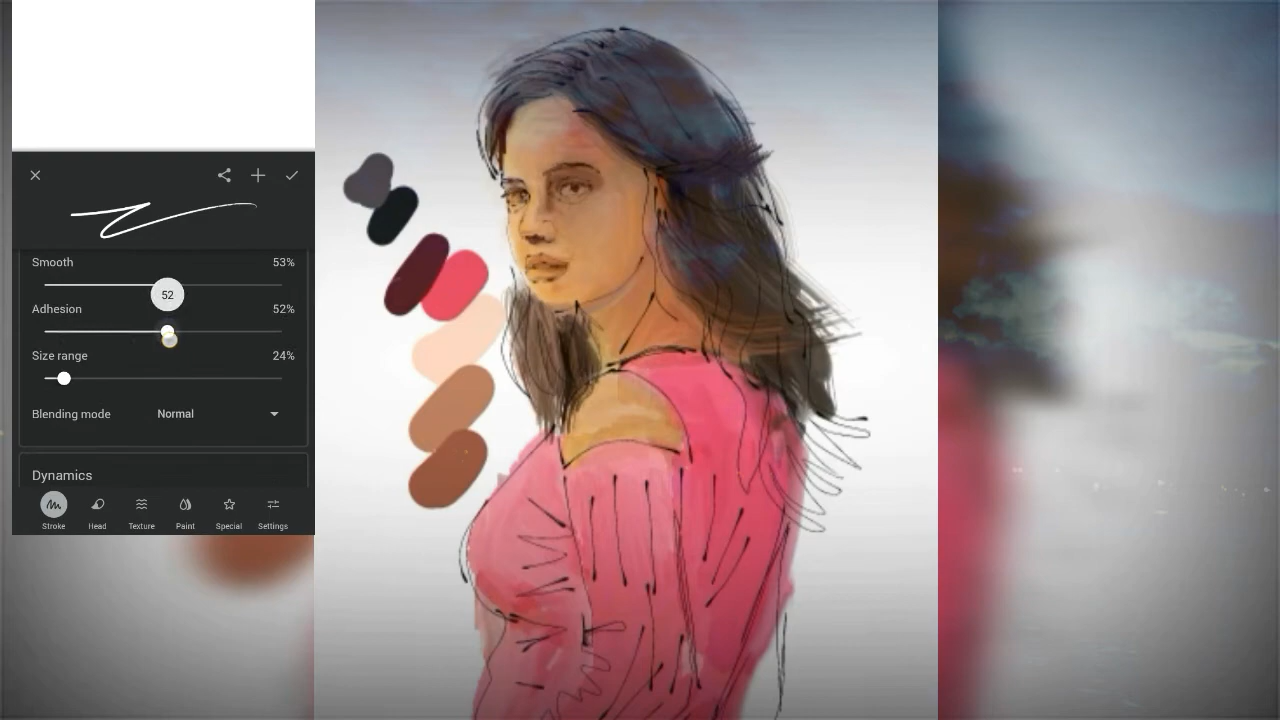 Smooth 53%
52
Adhesion 52%
Size range 24%
Blending mode Normal
Dynamics
Stroke Head Texture Paint Special Settings